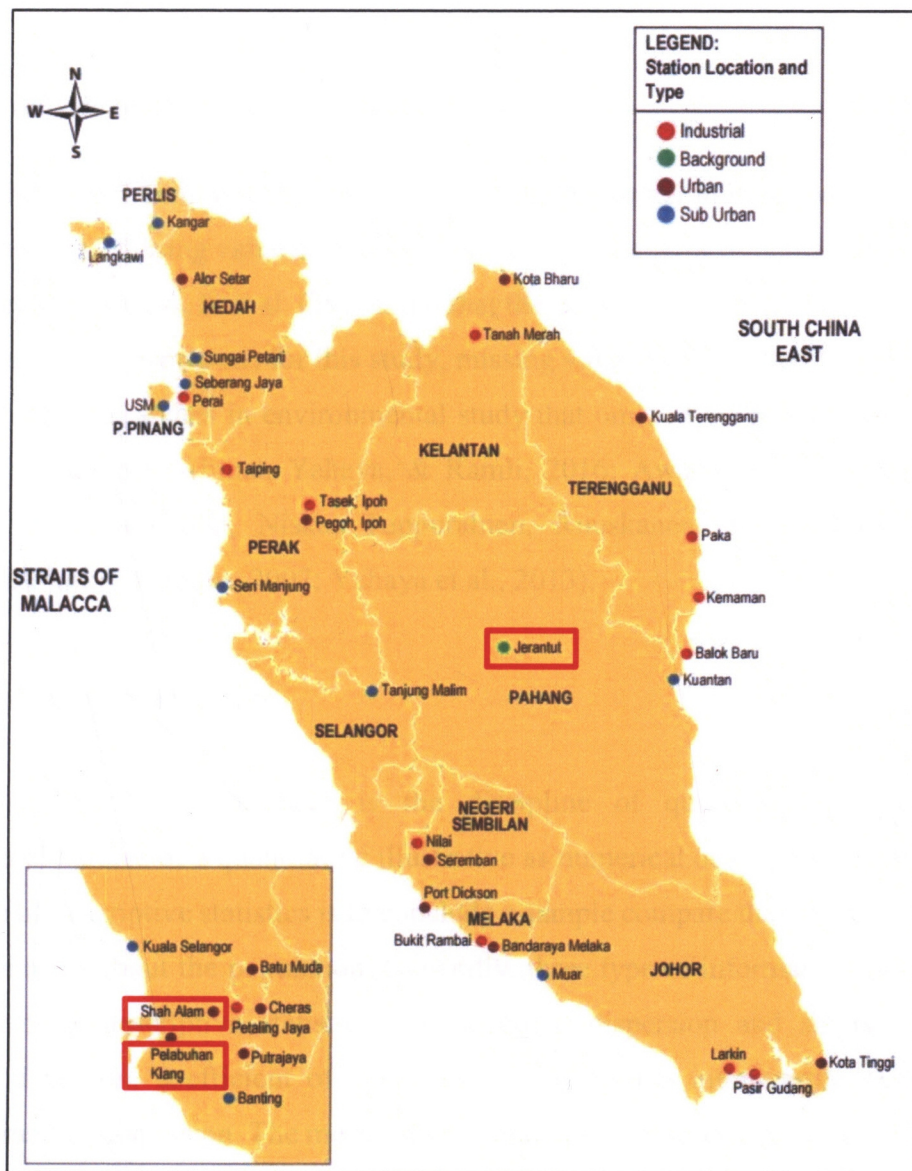 LEGEND:
Station Location and
Type
Industrial
Background
Urban
Sub Urban
N
W
E
S
PERLIS
Kangar
Langkawi
Alor Setar
KEDAH
Kota Bharu
Tanah Merah
SOUTH CHINA
EAST
Sungai Petani
Seberang Jaya
Perai
USM
P.PINANG
Kuala Terengganu
KELANTAN
Taiping
TERENGGANU
Tasek, Ipoh
Pegoh, Ipoh
Paka
PERAK
STRAITS OF
MALACCA
Seri Manjung
Kemaman
Jerantut
Balok Baru
Kuantan
Tanjung Malim
PAHANG
SELANGOR
NEGERI
SEMBILAN
Nilai
Seremban
Port Dickson
MELAKA
Bukit Rambai
Bandaraya Melaka
Muar
JOHOR
Larkin
Pasir Gudang
Kota Tinggi
Kuala Selangor
Batu Muda
Shah Alam
Cheras
Petaling Jaya
Pelabuhan
Klang
Putrajaya
Banting